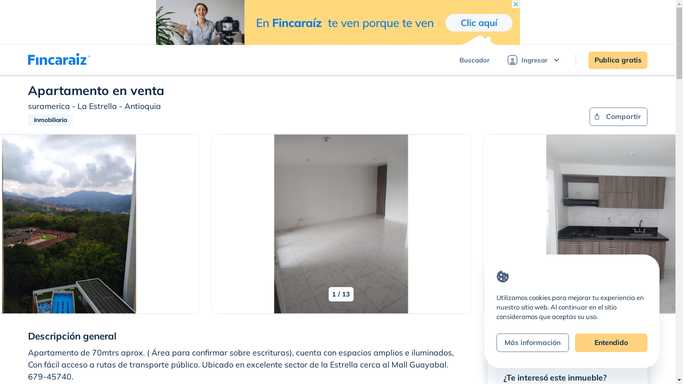 En Fincaraíz te ven porque te ven
Clic aquí
Fincaraiz
Buscador
Ingresar
Publica gratis
Apartamento en venta
suramerica - La Estrella - Antioquia
Inmobiliaria
Compartir
1 / 13
Utilizamos cookies para mejorar tu experiencia en
nuestro sitio web. Al continuar en el sitio
consideramos que aceptas su uso.
Más información
Entendido
Descripción general
Apartamento de 70mtrs aprox. ( Área para confirmar sobre escrituras), cuenta con espacios amplios e iluminados,
Con fácil acceso a rutas de transporte público. Ubicado en excelente sector de la Estrella cerca al Mall Guayabal.
679-45740.
¿Te interesó este inmueble?